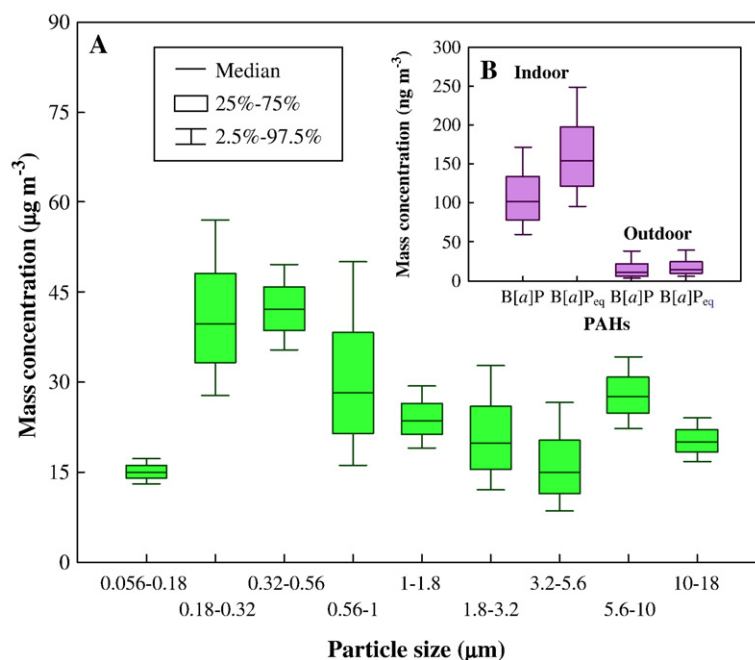 A
Median
25%-75%
2.5%-97.5%
Mass concentration (μg m⁻³)
90
75
60
45
30
15
0
0.056-0.18
0.18-0.32
0.32-0.56
0.56-1
1-1.8
1.8-3.2
3.2-5.6
5.6-10
10-18
Particle size (μm)
B
Indoor
Outdoor
Mass concentration (ng m⁻³)
300
250
200
150
100
50
0
B[a]P B[a]Peq B[a]P B[a]Peq
PAHs